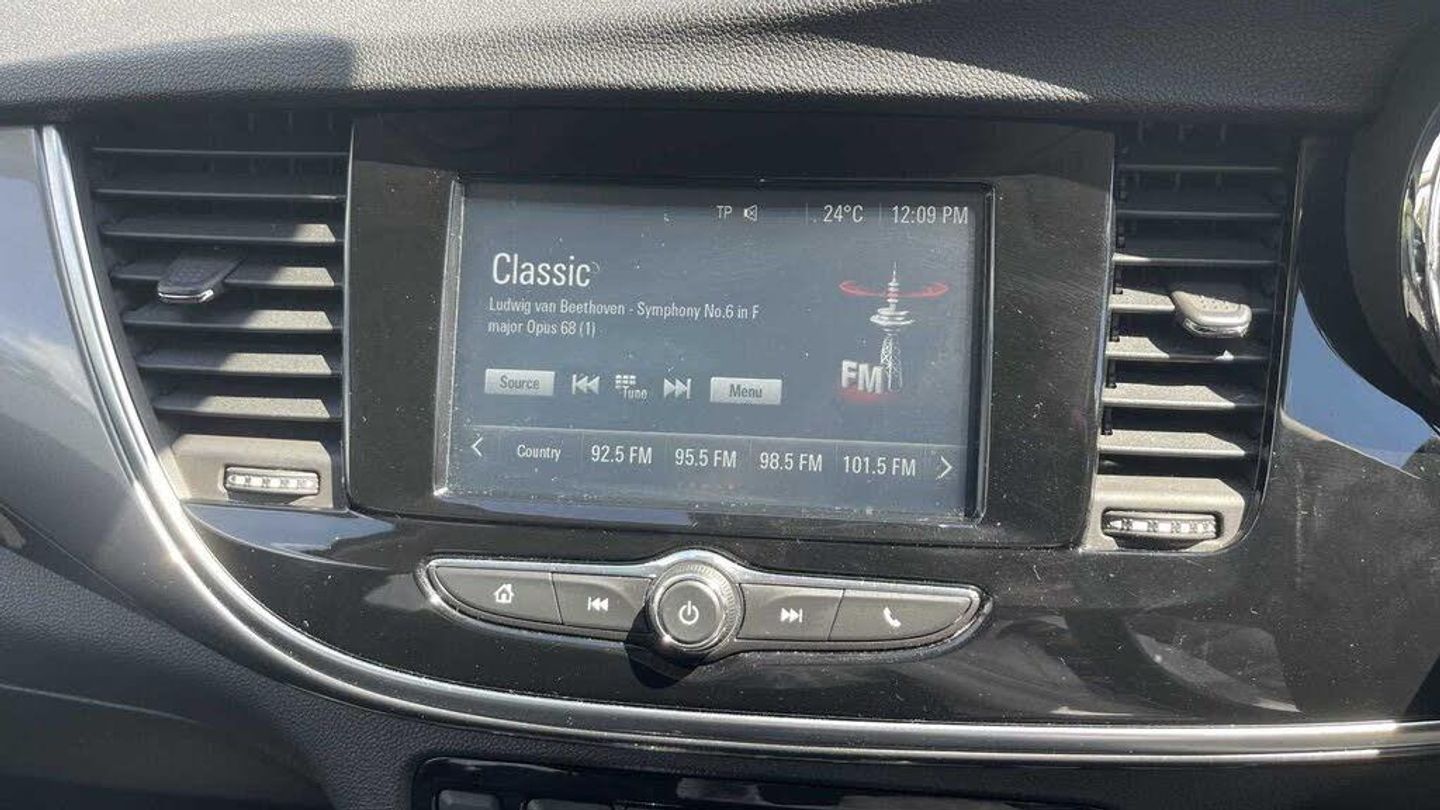 TP 24°C 12:09 PM
Classic
Ludwig van Beethoven - Symphony No.6 in F
major Opus 68 (1)
FM
Source Tune Menu
Country 92.5 FM 95.5 FM 98.5 FM 101.5 FM